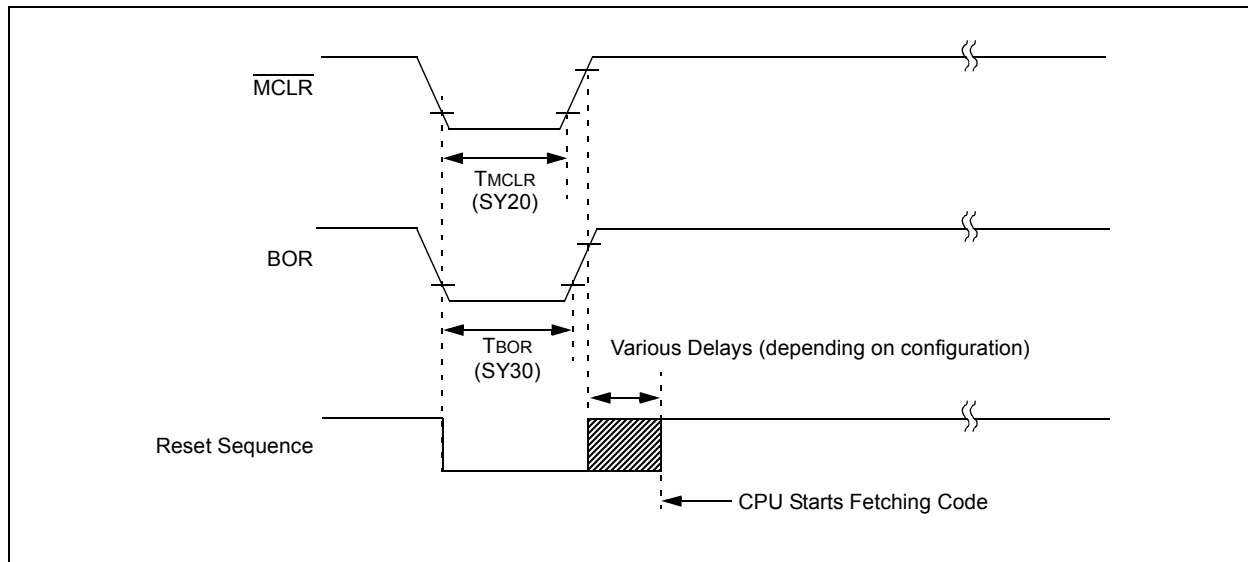 MCLR
TMCLR
(SY20)
BOR
TBOR
(SY30)
Various Delays (depending on configuration)
Reset Sequence
CPU Starts Fetching Code